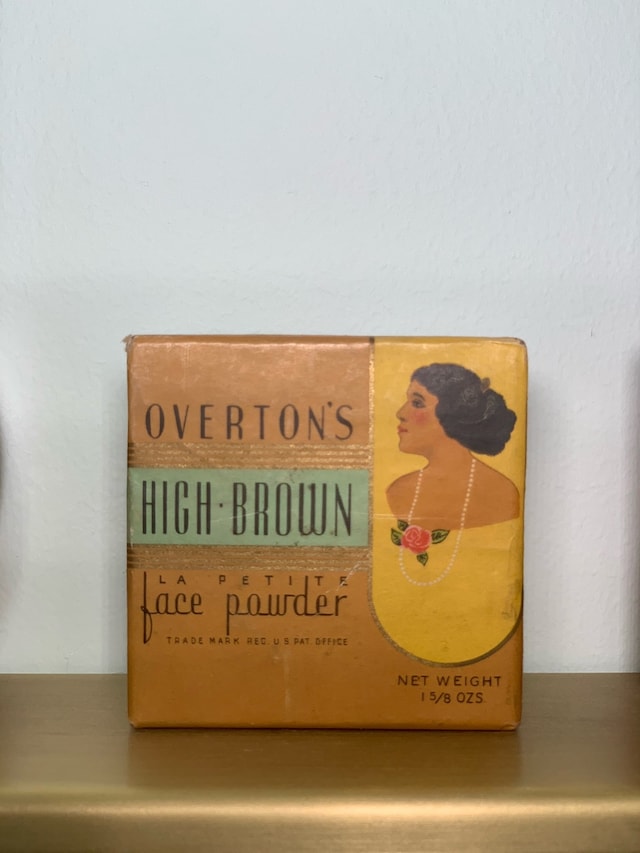 OVERTON'S
HIGH·BROWN
LA PETITE
face powder
TRADE MARK REG. U.S. PAT. OFFICE
NET WEIGHT
1 5/8 OZS.